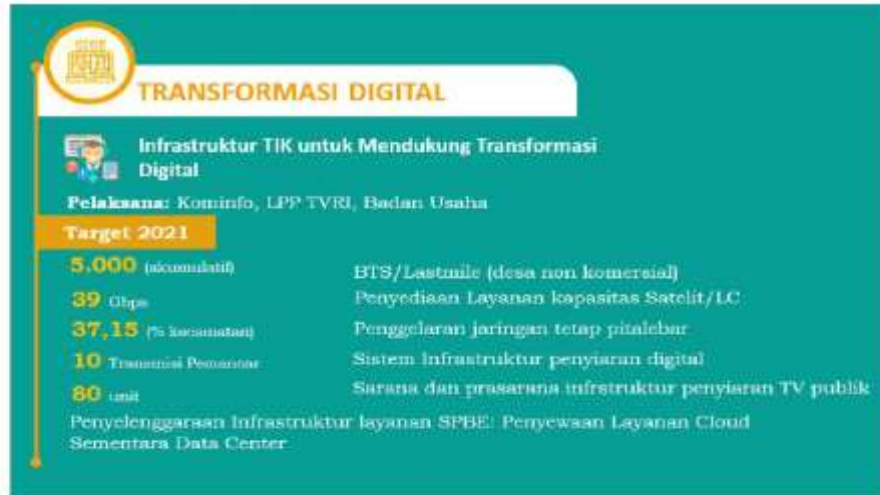 TRANSFORMASI DIGITAL
Infrastruktur TIK untuk Mendukung Transformasi
Digital
Pelaksana: Kominfo, LPP TVRI, Badan Usaha
Target 2021
5.000 (akumulatif) BTS/Lastmile (desa non komersial)
39 Gbps Penyediaan Layanan kapasitas Satelit/LC
37,15 (% kecamatan) Penggelaran jaringan tetap pitalebar
10 Transmisi Pemancar Sistem Infrastruktur penyiaran digital
80 unit Sarana dan prasarana infrstruktur penyiaran TV publik
Penyelenggaraan Infrastruktur layanan SPBE: Penyewaan Layanan Cloud
Sementara Data Center